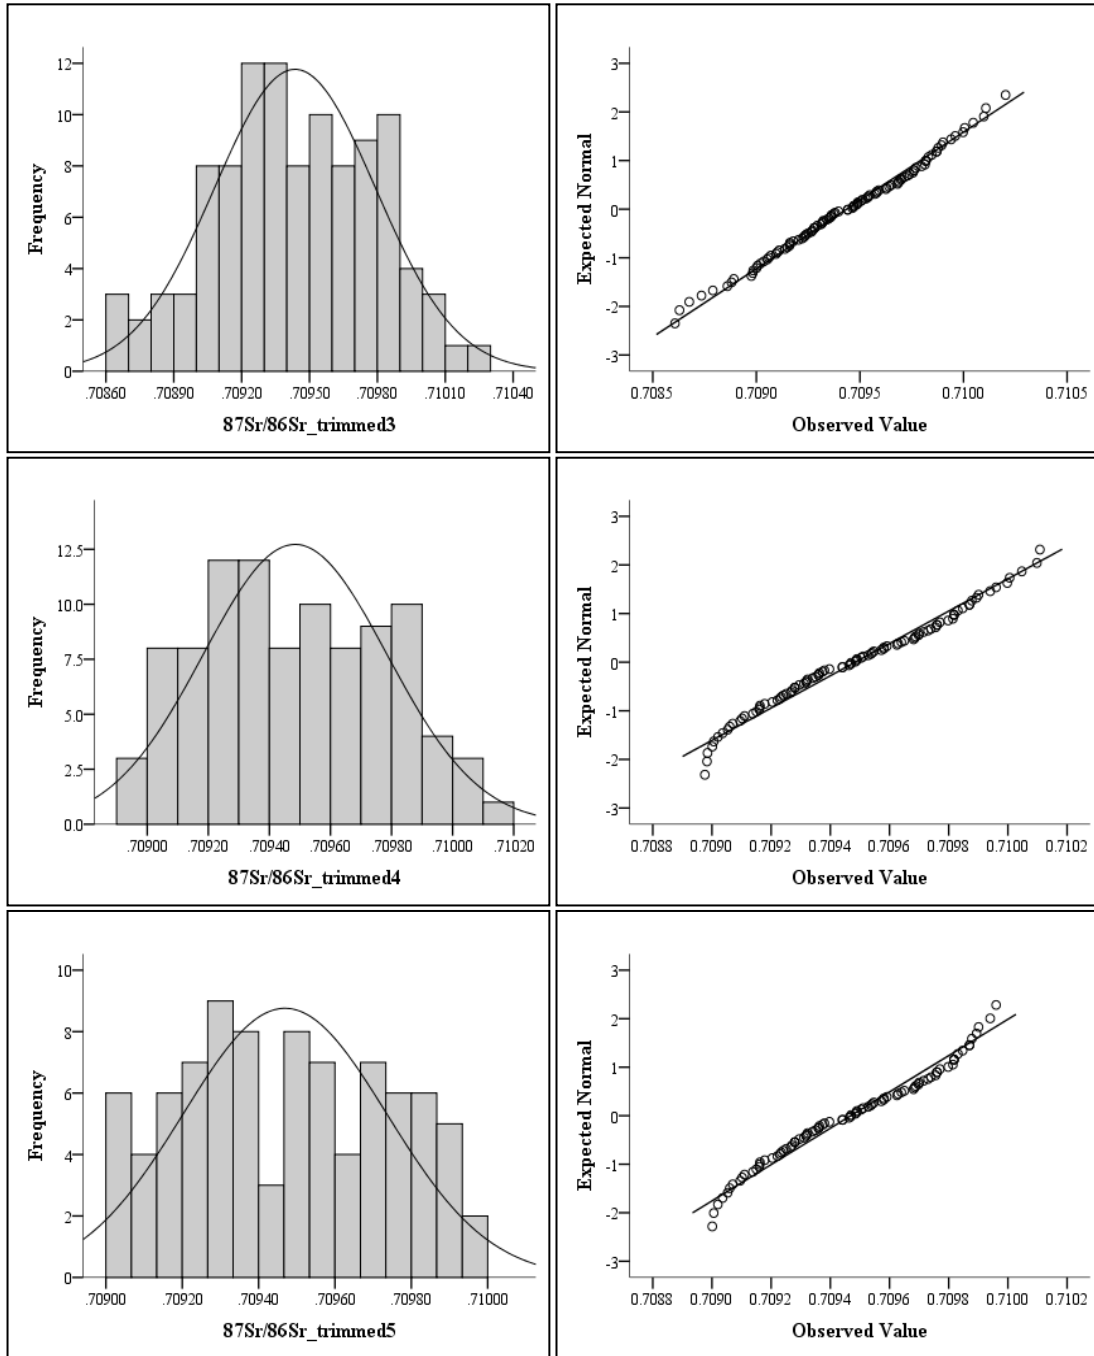 12
10
8
6
4
2
0
Frequency
.70860 .70890 .70920 .70950 .70980 .71010 .71040
87Sr/86Sr_trimmed3
3
2
1
0
-1
-2
-3
Expected Normal
0.7085 0.7090 0.7095 0.7100 0.7105
Observed Value
12.5
10.0
7.5
5.0
2.5
0.0
Frequency
.70900 .70920 .70940 .70960 .70980 .71000 .71020
87Sr/86Sr_trimmed4
3
2
1
0
-1
-2
-3
Expected Normal
0.7088 0.7090 0.7092 0.7094 0.7096 0.7098 0.7100 0.7102
Observed Value
10
8
6
4
2
0
Frequency
.70900 .70920 .70940 .70960 .70980 .71000
87Sr/86Sr_trimmed5
3
2
1
0
-1
-2
-3
Expected Normal
0.7088 0.7090 0.7092 0.7094 0.7096 0.7098 0.7100 0.7102
Observed Value